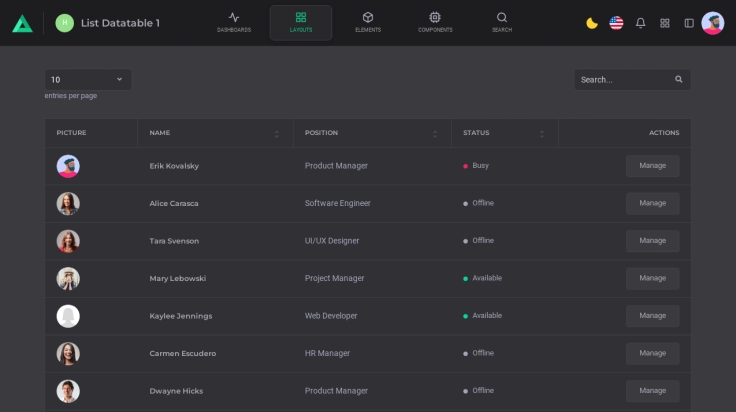 H List Datatable 1
DASHBOARDS LAYOUTS ELEMENTS COMPONENTS SEARCH
10 Search...
entries per page
PICTURE NAME POSITION STATUS ACTIONS
Erik Kovalsky Product Manager Busy Manage
Alice Carasca Software Engineer Offline Manage
Tara Svenson UI/UX Designer Offline Manage
Mary Lebowski Project Manager Available Manage
Kaylee Jennings Web Developer Available Manage
Carmen Escudero HR Manager Offline Manage
Dwayne Hicks Product Manager Offline Manage